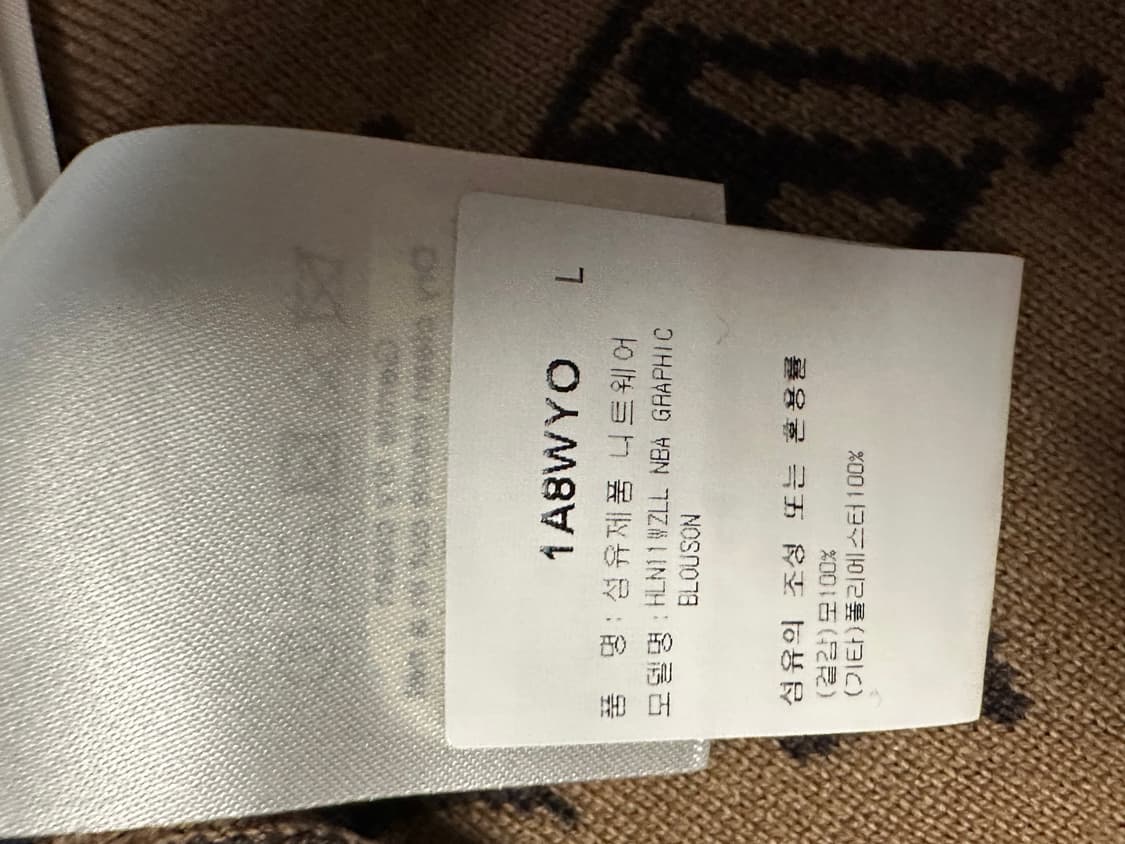 1A8WYO L
품 명:섬유제품 니트웨어
모델명:HLN11WZLL NBA GRAPHIC
BLOUSON
섬유의 조성 또는 혼용률
(겉감)모100%
(기타)폴리에스터100%